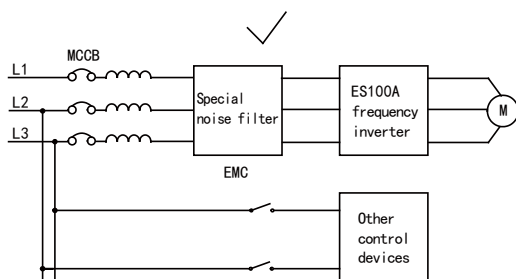 MCCB
L1
L2
L3
Special
noise filter
EMC
ES100A
frequency
inverter
M
Other
control
devices